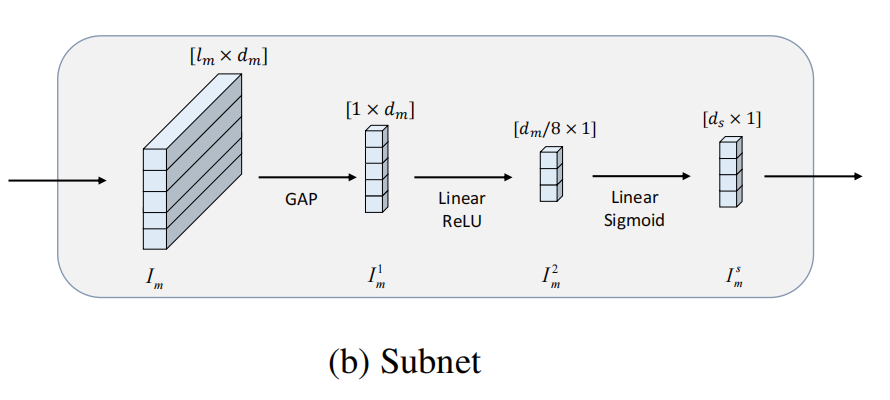 [l_m × d_m]
[1 × d_m]
[d_m/8 × 1]
[d_s × 1]
GAP
Linear
ReLU
Linear
Sigmoid
I_m
I_m^1
I_m^2
I_m^s
(b) Subnet